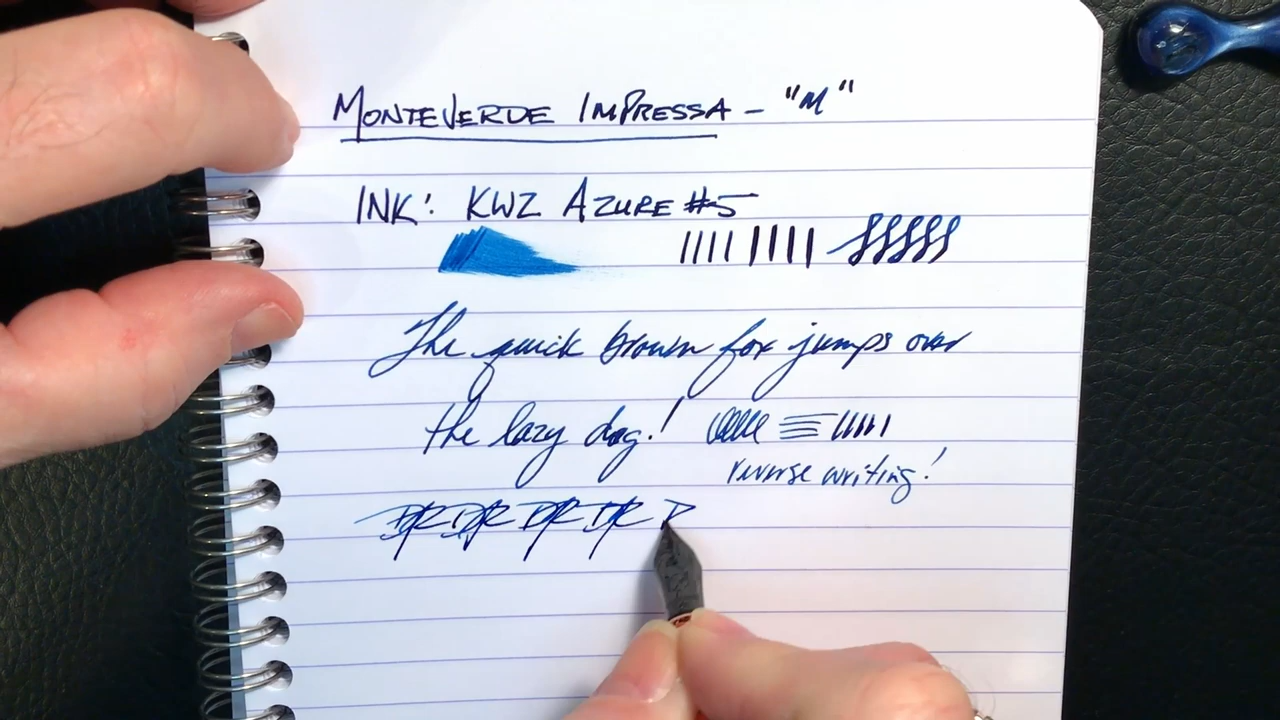 MONTEVERDE IMPRESSA - "M"
INK: KWZ AZURE #5
The quick brown fox jumps over
the lazy dog!
reverse writing!